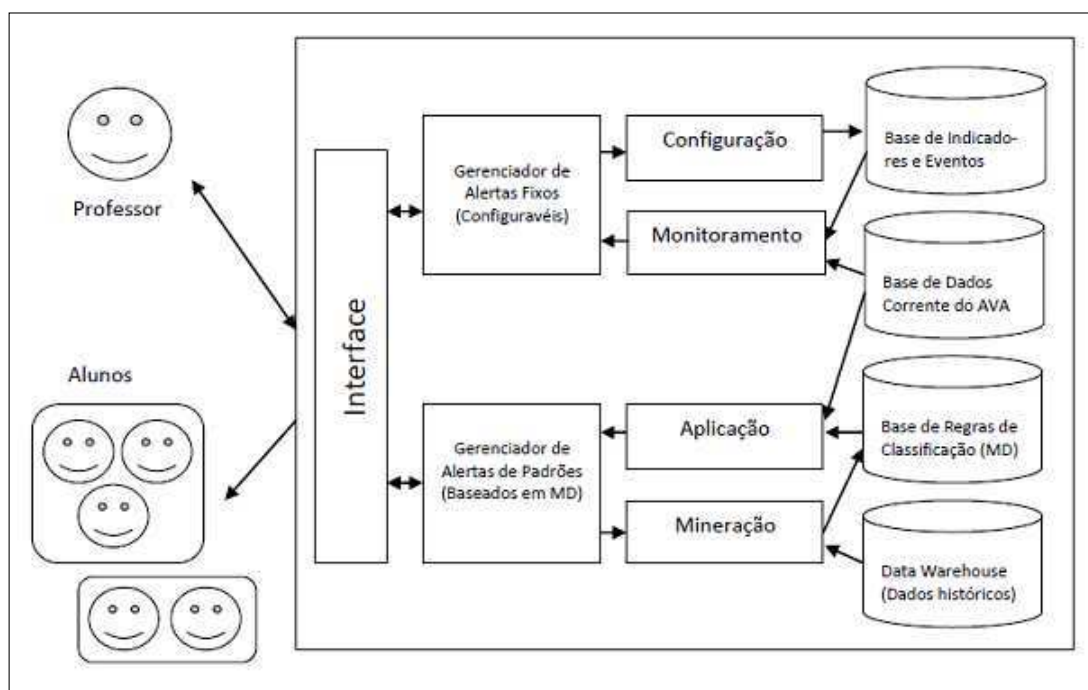 Professor
Alunos
Interface
Gerenciador de
Alertas Fixos
(Configuravéis)
Configuração
Monitoramento
Base de Indicado-
res e Eventos
Base de Dados
Corrente do AVA
Gerenciador de
Alertas de Padrões
(Baseados em MD)
Aplicação
Mineração
Base de Regras de
Classificação (MD)
Data Warehouse
(Dados históricos)